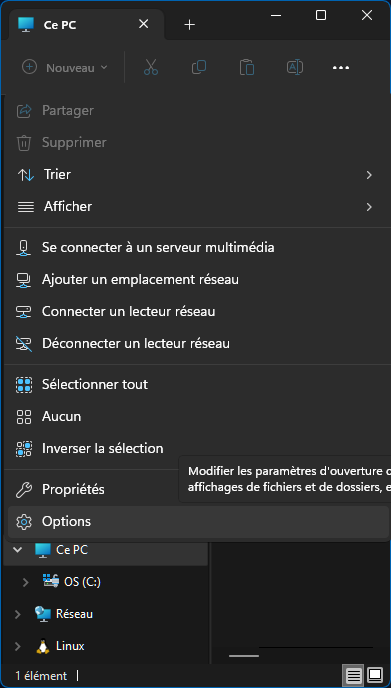 Ce PC
Nouveau
Partager
Supprimer
Trier
Afficher
Se connecter à un serveur multimédia
Ajouter un emplacement réseau
Connecter un lecteur réseau
Déconnecter un lecteur réseau
Sélectionner tout
Aucun
Inverser la sélection
Modifier les paramètres d'ouverture
affichages de fichiers et de dossiers, e
Propriétés
Options
Ce PC
OS (C:)
Réseau
Linux
1 élément